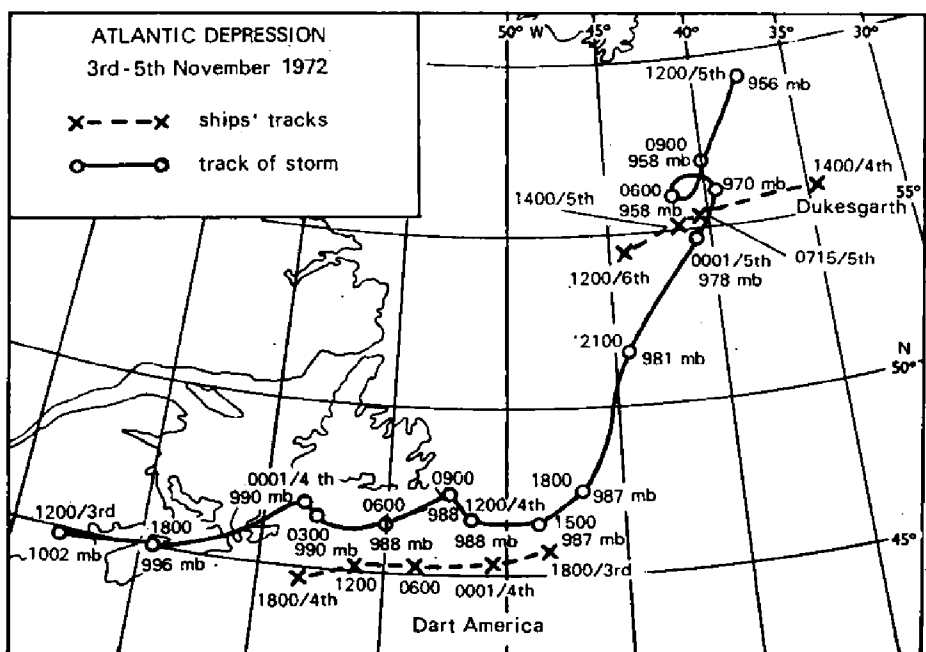 ATLANTIC DEPRESSION
3rd-5th November 1972
ships' tracks
track of storm
50° W
45°
40°
35°
30°
1200/5th
956 mb
0900
958 mb
1400/4th
970 mb
0600
958 mb
1400/5th
55°
Dukesgarth
0001/5th
978 mb
0715/5th
1200/6th
'2100
981 mb
N
50°
0001/4 th
990 mb
0900
988
1800
987 mb
1200/3rd
1002 mb
1800
996 mb
0300
990 mb
0600
988 mb
1200/4th
988 mb
1500
987 mb
45°
1800/4th
1200
0600
0001/4th
1800/3rd
Dart America